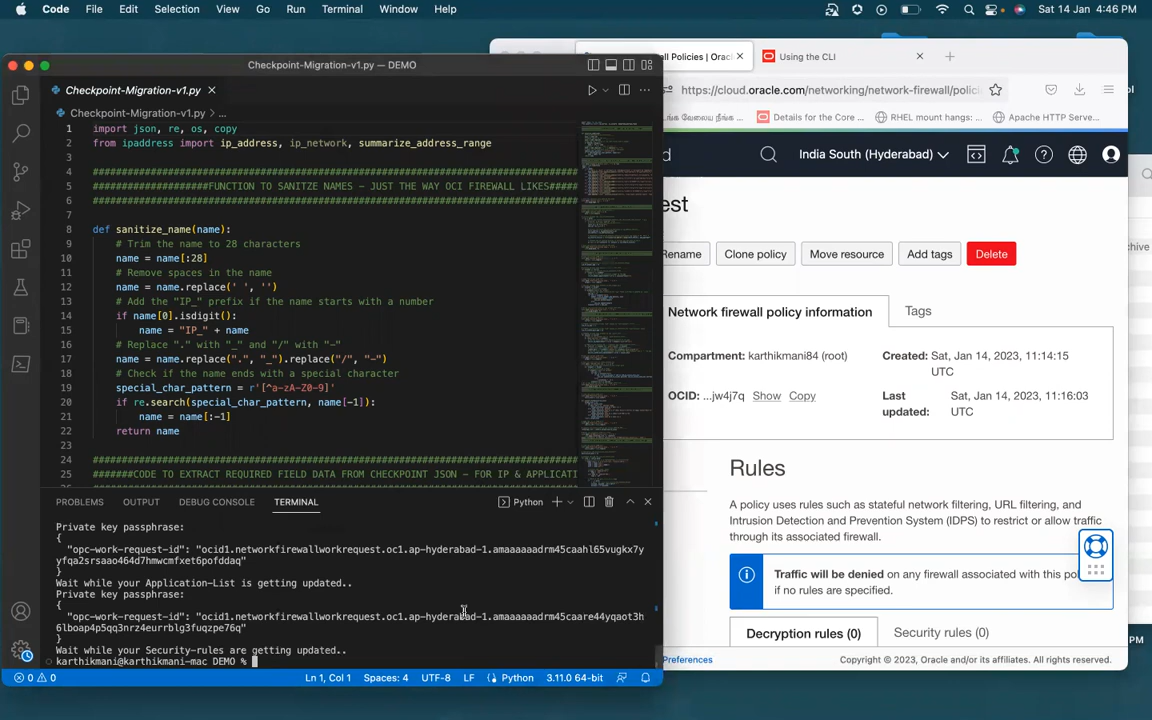 Code File Edit Selection View Go Run Terminal Window Help
Sat 14 Jan 4:46 PM
Checkpoint-Migration-v1.py — DEMO
Checkpoint-Migration-v1.py
Checkpoint-Migration-v1.py > ...
1 import json, re, os, copy
2 from ipaddress import ip_address, ip_network, summarize_address_range
3
4 ####################################################################################
5 ####################FUNCTION TO SANITZE NAMES - JUST THE WAY OCI FIREWALL LIKES#####
6 ####################################################################################
7
8 def sanitize_name(name):
9 # Trim the name to 28 characters
10 name = name[:28]
11 # Remove spaces in the name
12 name = name.replace(' ', '')
13 # Add the "IP_" prefix if the name starts with a number
14 if name[0].isdigit():
15 name = "IP_" + name
16 # Replace "." with "_" and "/" with "-"
17 name = name.replace(".", "_").replace("/", "-")
18 # Check if the name ends with a special character
19 special_char_pattern = r'[^a-zA-Z0-9]'
20 if re.search(special_char_pattern, name[-1]):
21 name = name[:-1]
22 return name
23
24 ####################################################################################
25 #######CODE TO EXTRACT REQUIRED FIELD DATA FROM CHECKPOINT JSON - FOR IP & APPLICATI
PROBLEMS OUTPUT DEBUG CONSOLE TERMINAL
Python
Private key passphrase:
{
"opc-work-request-id": "ocid1.networkfirewallworkrequest.oc1.ap-hyderabad-1.amaaaaaadrm45caahl65vugkx7y
yfqa2srsaao464d7hmwcmfxet6pofddaq"
}
Wait while your Application-List is getting updated..
Private key passphrase:
{
"opc-work-request-id": "ocid1.networkfirewallworkrequest.oc1.ap-hyderabad-1.amaaaaaadrm45caare44yqaot3h
6lboap4p5qq3nrz4eurrblg3fuqzpe76q"
}
Wait while your Security-rules are getting updated..
karthikmani@karthikmani-mac DEMO %
0 0
Ln 1, Col 1 Spaces: 4 UTF-8 LF Python 3.11.0 64-bit
ll Policies | Orac
Using the CLI
https://cloud.oracle.com/networking/network-firewall/polici
Details for the Core ...
RHEL mount hangs: ...
Apache HTTP Serve...
d
India South (Hyderabad)
est
Rename
Clone policy
Move resource
Add tags
Delete
Network firewall policy information
Tags
Compartment: karthikmani84 (root)
OCID: ...jw4j7q Show Copy
Created: Sat, Jan 14, 2023, 11:14:15
UTC
Last
updated:
Sat, Jan 14, 2023, 11:16:03
UTC
Rules
A policy uses rules such as stateful network filtering, URL filtering, and
Intrusion Detection and Prevention System (IDPS) to restrict or allow traffic
through its associated firewall.
Traffic will be denied on any firewall associated with this po
if no rules are specified.
Decryption rules (0)
Security rules (0)
Preferences
Copyright © 2023, Oracle and/or its affiliates. All rights reserved.
ol
chive
PM